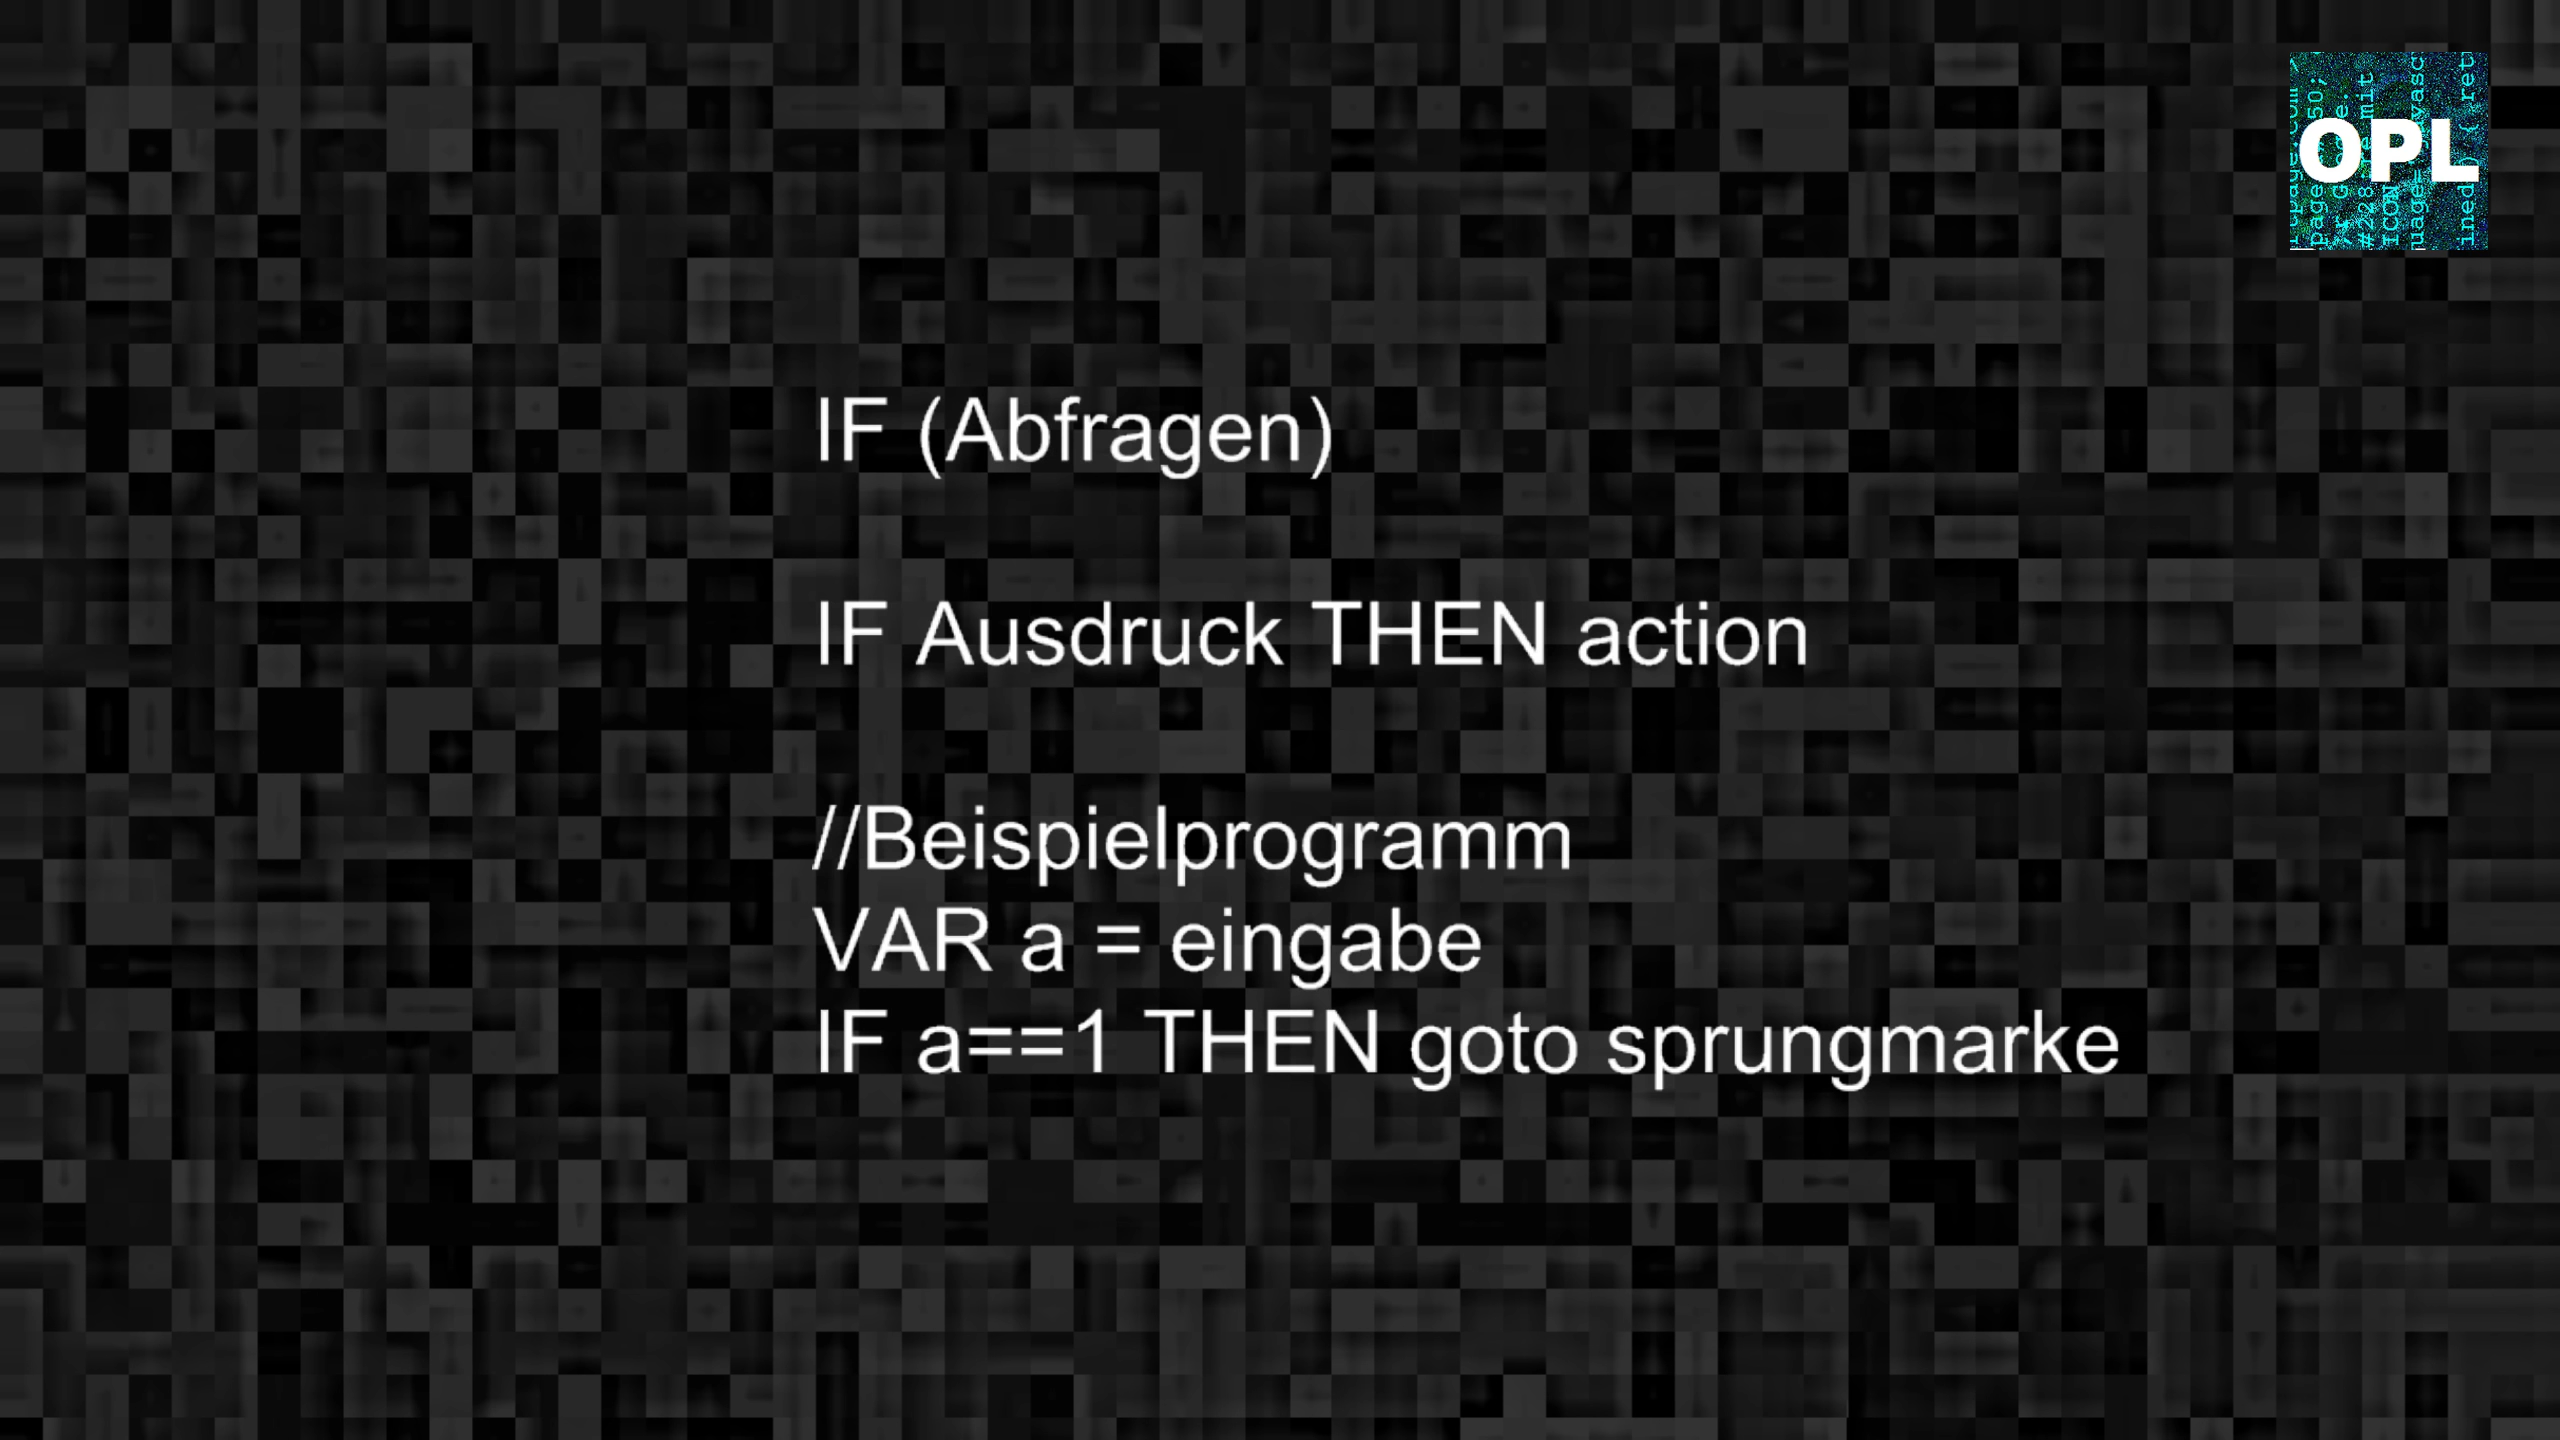 OPL
IF (Abfragen)
IF Ausdruck THEN action
//Beispielprogramm
VAR a = eingabe
IF a==1 THEN goto sprungmarke